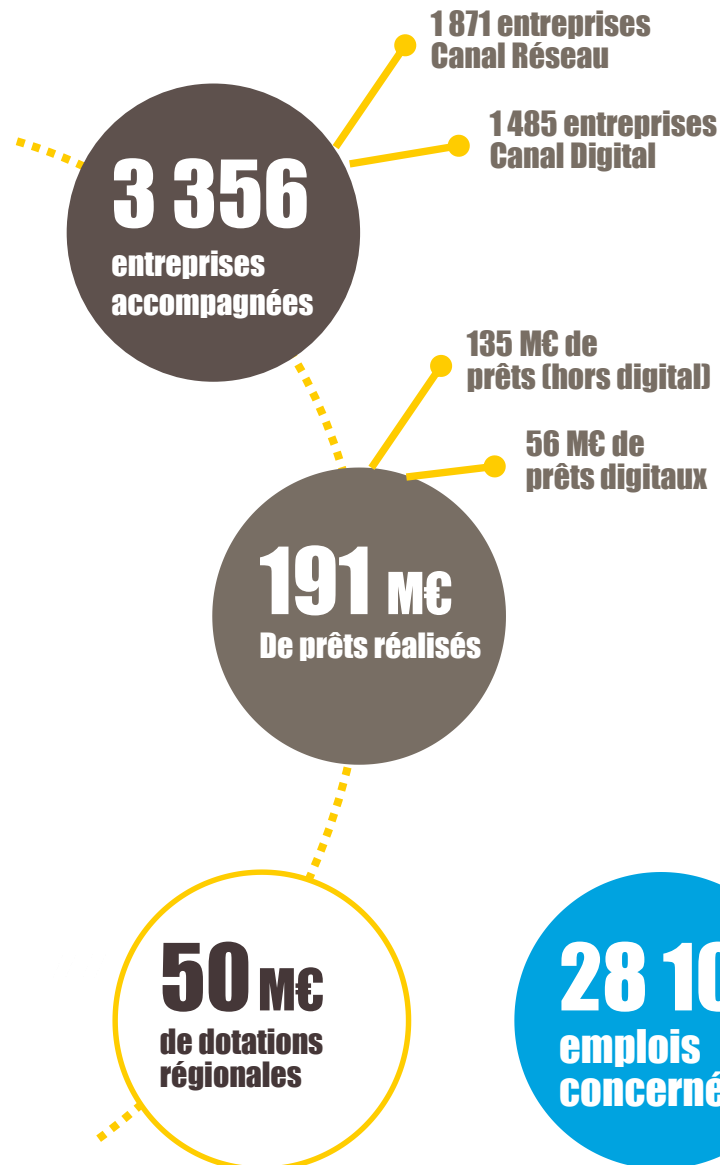 1 871 entreprises
Canal Réseau
1 485 entreprises
Canal Digital
3 356
entreprises
accompagnées
135 M€ de
prêts (hors digital)
56 M€ de
prêts digitaux
191 M€
De prêts réalisés
50 M€
de dotations
régionales
28
emplois